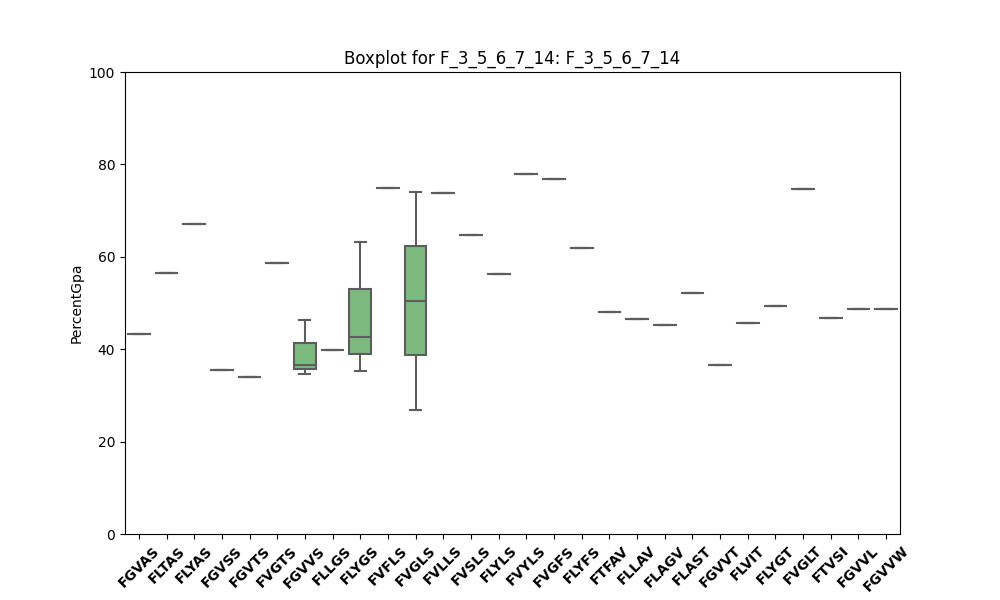 Boxplot for F_3_5_6_7_14: F_3_5_6_7_14
100
80
60
40
20
0
PercentGpa
FGVAS
FLTAS
FLYAS
FGVSS
FGVTS
FVGTS
FGVVS
FLLGS
FLYGS
FVFLS
FVGLS
FVLLS
FVSLS
FLYLS
FVYLS
FVGFS
FLYFS
FTFAV
FLLAV
FLAGV
FLAST
FGVVT
FLVIT
FLYGT
FVGLT
FTVSI
FGVVL
FGVVW